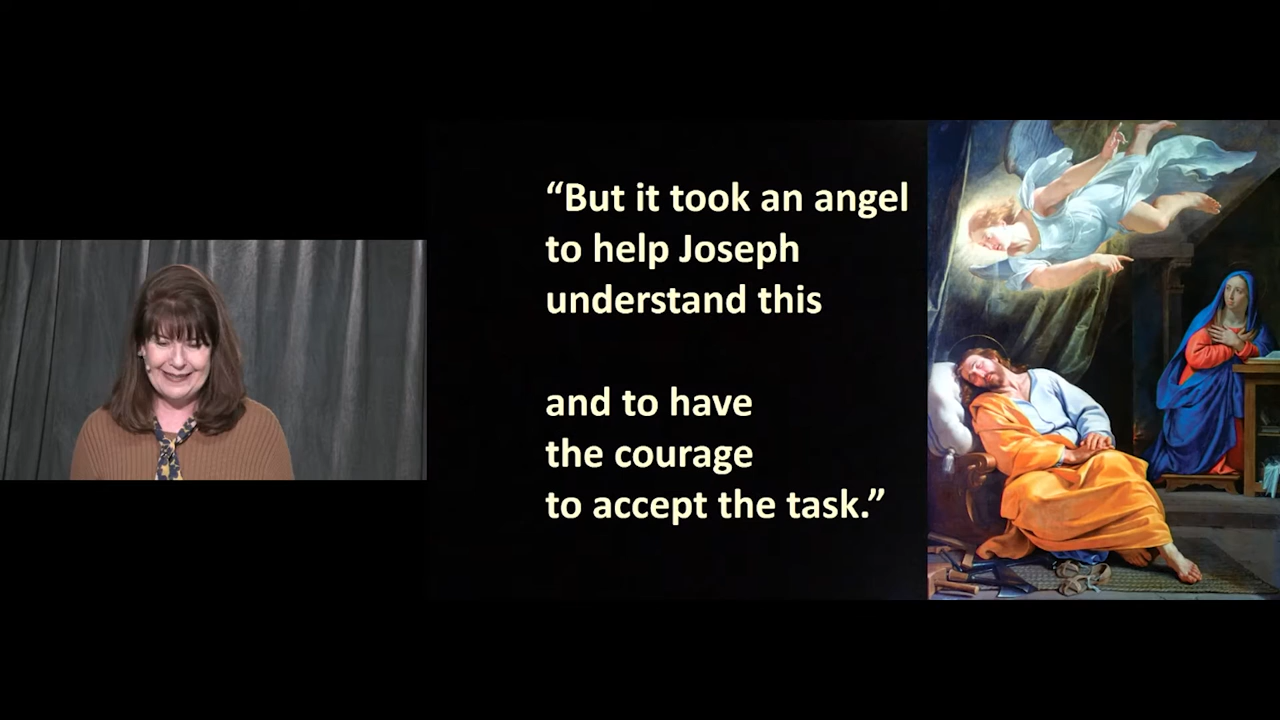 “But it took an angel
to help Joseph
understand this
and to have
the courage
to accept the task.”